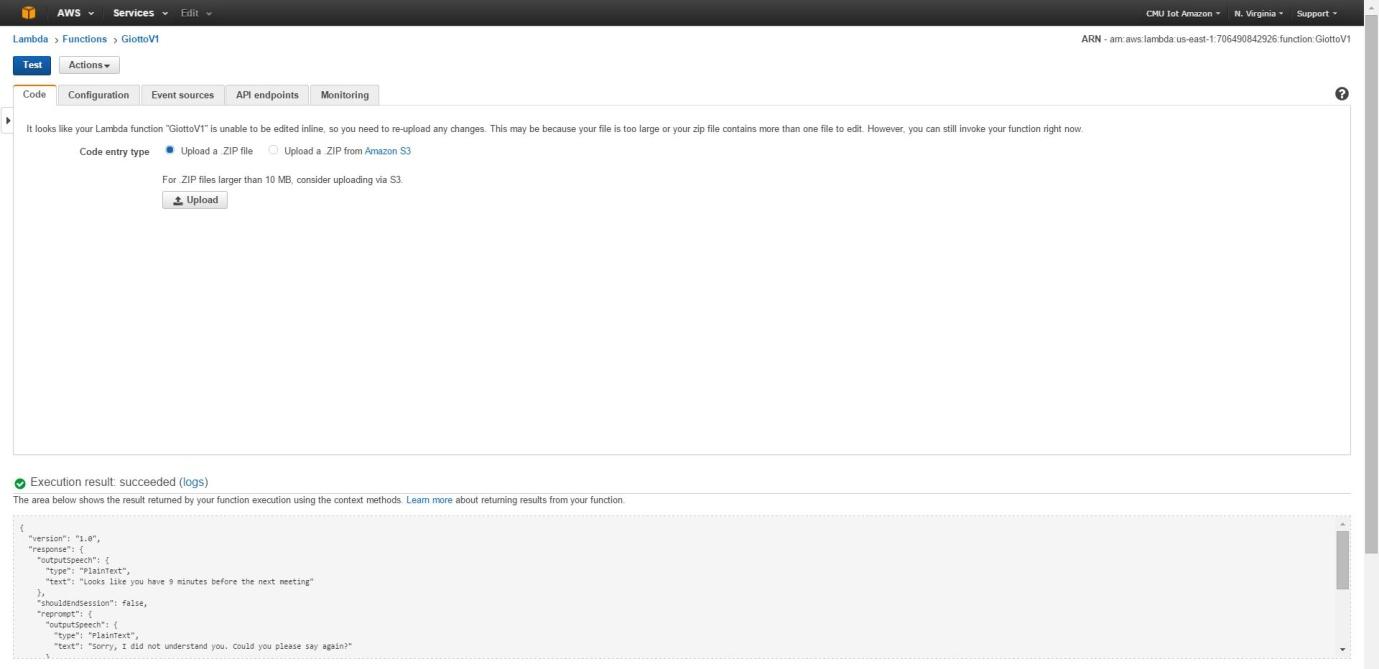 AWS Services Edit CMU Iot Amazon N. Virginia Support
Lambda > Functions > GiottoV1 ARN - arn:aws:lambda:us-east-1:706490842926:function:GiottoV1
Test Actions
Code Configuration Event sources API endpoints Monitoring ?
It looks like your Lambda function "GiottoV1" is unable to be edited inline, so you need to re-upload any changes. This may be because your file is too large or your zip file contains more than one file to edit. However, you can still invoke your function right now.
Code entry type Upload a .ZIP file Upload a .ZIP from Amazon S3
For .ZIP files larger than 10 MB, consider uploading via S3.
Upload
Execution result: succeeded (logs)
The area below shows the result returned by your function execution using the context methods. Learn more about returning results from your function.
{
"version": "1.0",
"response": {
"outputSpeech": {
"type": "PlainText",
"text": "Looks like you have 9 minutes before the next meeting"
},
"shouldEndSession": false,
"reprompt": {
"outputSpeech": {
"type": "PlainText",
"text": "Sorry, I did not understand you. Could you please say again?"
}